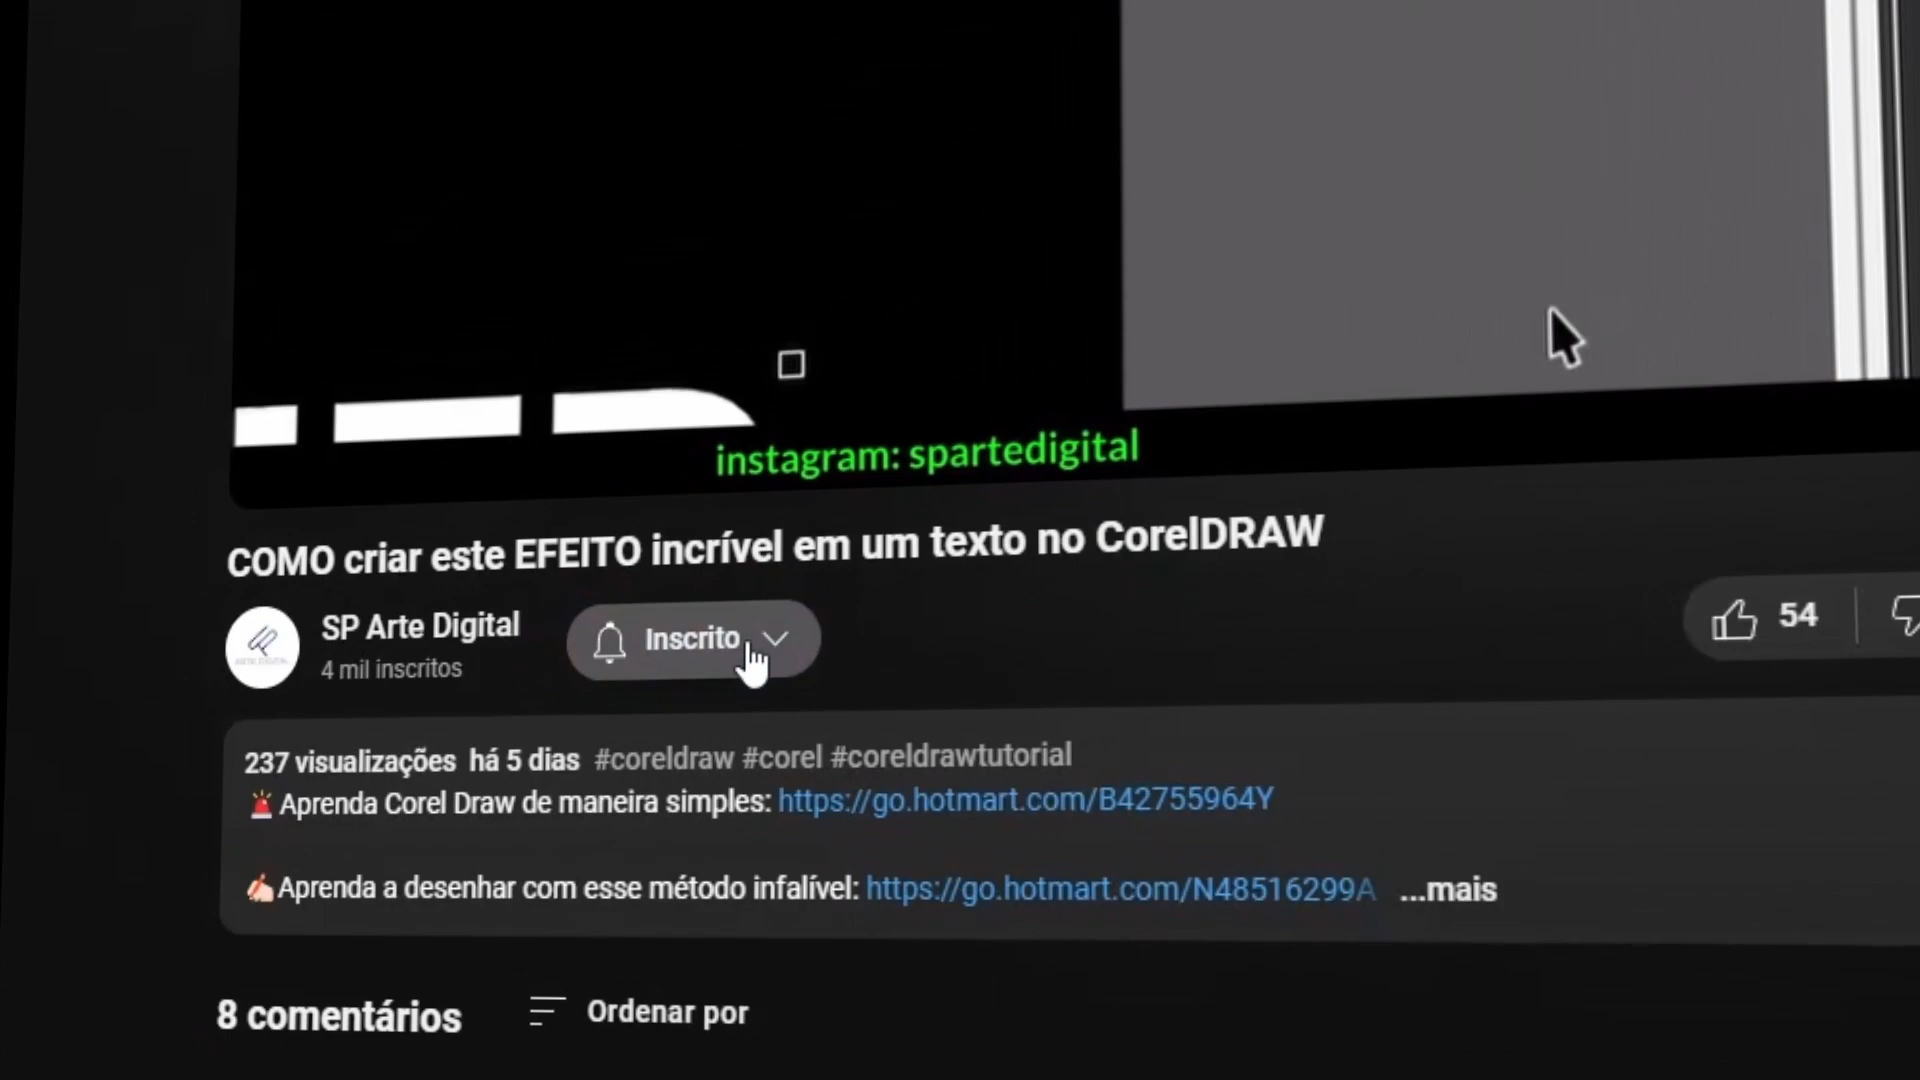 instagram: spartedigital
COMO criar este EFEITO incrível em um texto no CorelDRAW
SP Arte Digital
4 mil inscritos
Inscrito
54
237 visualizações há 5 dias #coreldraw #corel #coreldrawtutorial
Aprenda Corel Draw de maneira simples: https://go.hotmart.com/B42755964Y
Aprenda a desenhar com esse método infalível: https://go.hotmart.com/N48516299A ...mais
8 comentários
Ordenar por